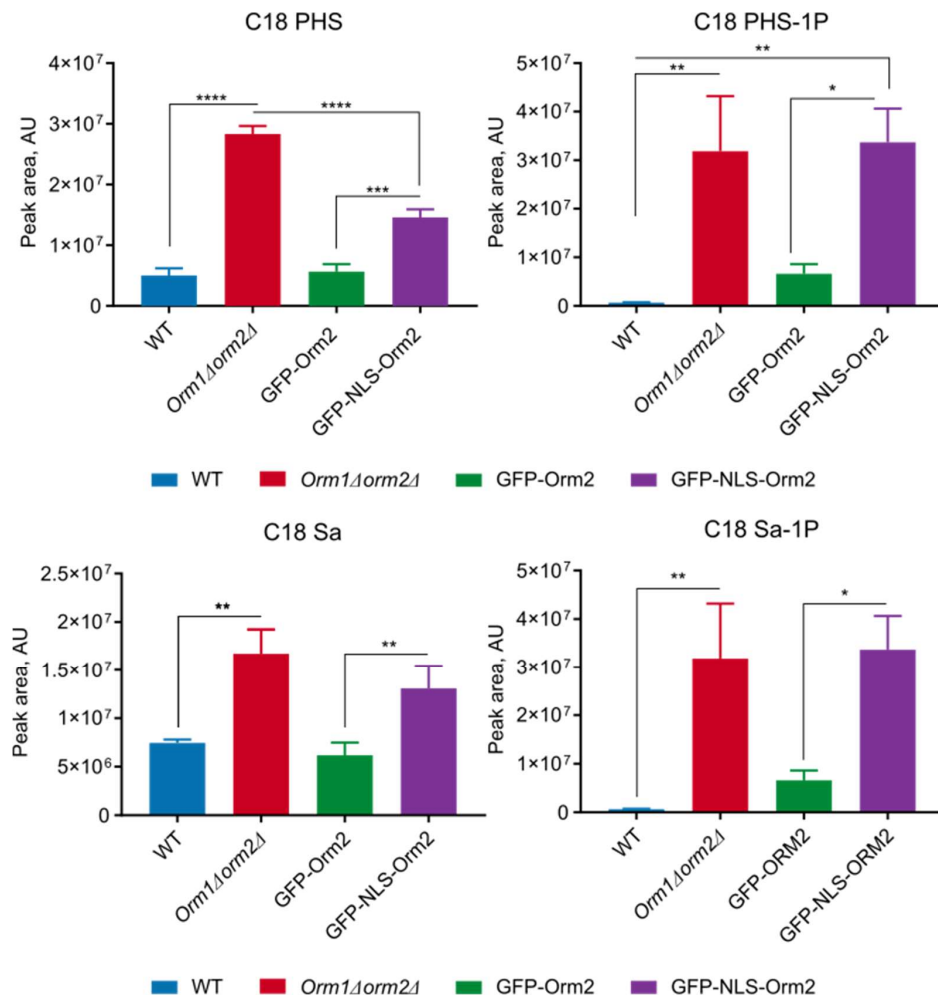 C18 PHS
Peak area, AU
4×10⁷
3×10⁷
2×10⁷
1×10⁷
0
****
****
***
WT
Orm1Δorm2Δ
GFP-Orm2
GFP-NLS-Orm2
C18 PHS-1P
Peak area, AU
5×10⁷
4×10⁷
3×10⁷
2×10⁷
1×10⁷
0
**
**
*
WT
Orm1Δorm2Δ
GFP-Orm2
GFP-NLS-Orm2
WT Orm1Δorm2Δ GFP-Orm2 GFP-NLS-Orm2
C18 Sa
Peak area, AU
2.5×10⁷
2×10⁷
1.5×10⁷
1×10⁷
5×10⁶
0
**
**
WT
Orm1Δorm2Δ
GFP-Orm2
GFP-NLS-Orm2
C18 Sa-1P
Peak area, AU
5×10⁷
4×10⁷
3×10⁷
2×10⁷
1×10⁷
0
**
*
WT
Orm1Δorm2Δ
GFP-ORM2
GFP-NLS-ORM2
WT Orm1Δorm2Δ GFP-Orm2 GFP-NLS-Orm2